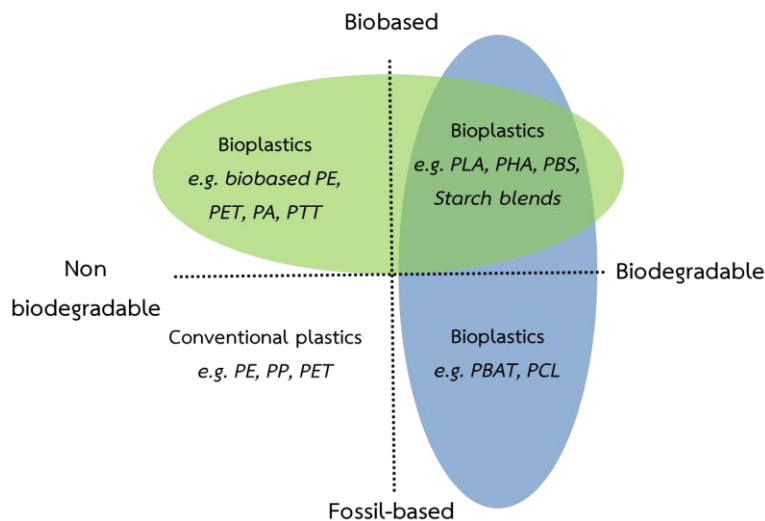 Biobased
Bioplastics
e.g. biobased PE,
PET, PA, PTT
Bioplastics
e.g. PLA, PHA, PBS,
Starch blends
Non
biodegradable
Biodegradable
Conventional plastics
e.g. PE, PP, PET
Bioplastics
e.g. PBAT, PCL
Fossil-based